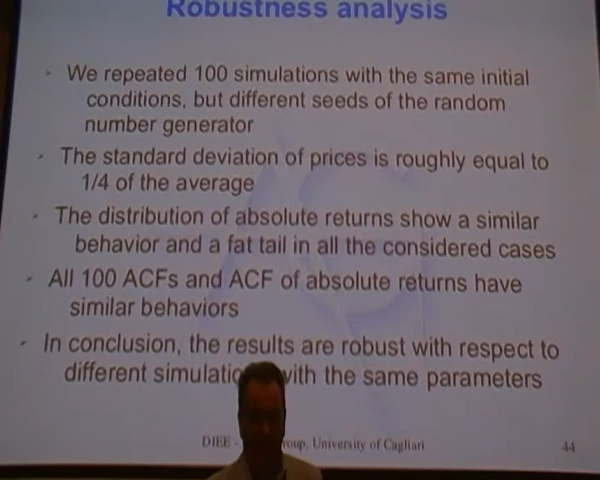 Robustness analysis
- We repeated 100 simulations with the same initial
conditions, but different seeds of the random
number generator
- The standard deviation of prices is roughly equal to
1/4 of the average
- The distribution of absolute returns show a similar
behavior and a fat tail in all the considered cases
- All 100 ACFs and ACF of absolute returns have
similar behaviors
- In conclusion, the results are robust with respect to
different with the same parameters
DIEE - University of Cagliari
44